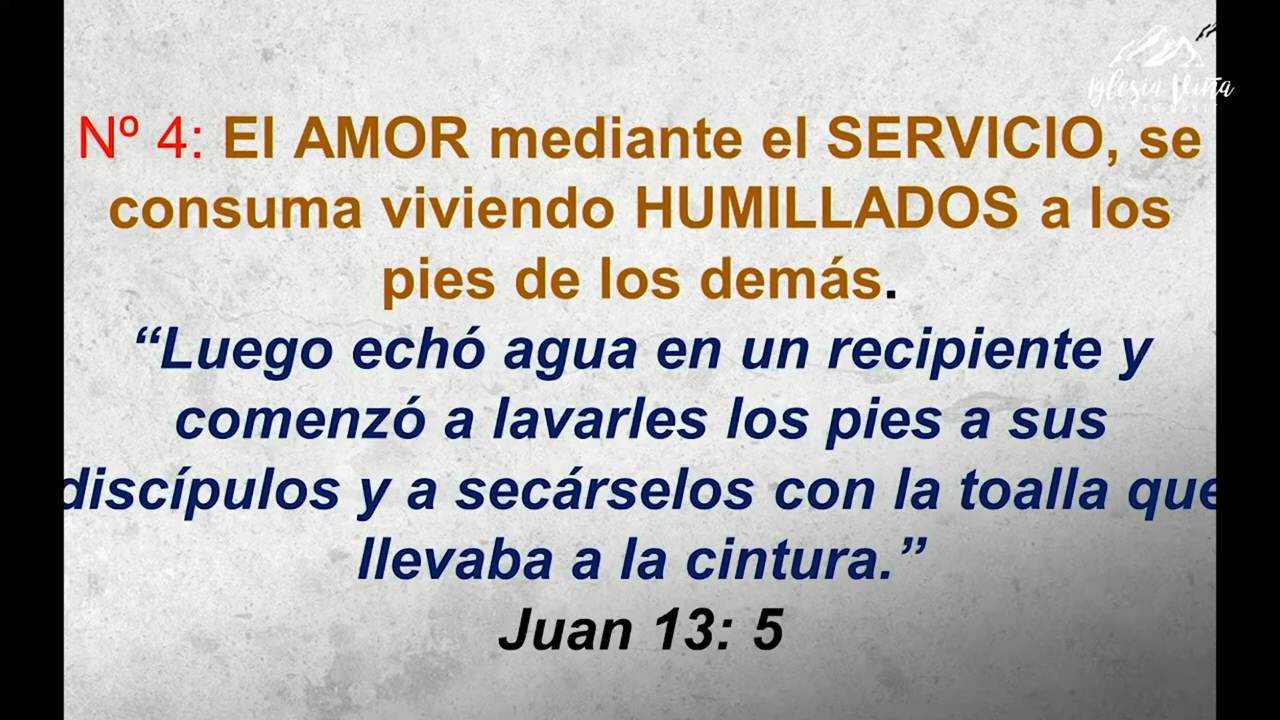 Iglesia Viña
Nº 4: El AMOR mediante el SERVICIO, se
consuma viviendo HUMILLADOS a los
pies de los demás.
“Luego echó agua en un recipiente y
comenzó a lavarles los pies a sus
discípulos y a secárselos con la toalla que
llevaba a la cintura.”
Juan 13: 5